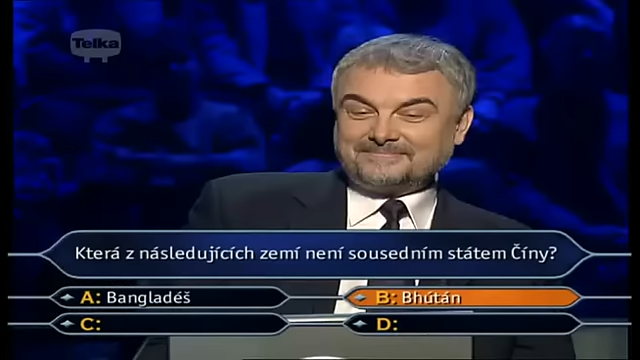 Telka
Která z následujících zemí není sousedním státem Číny?
A: Bangladéš
B: Bhútán
C:
D: